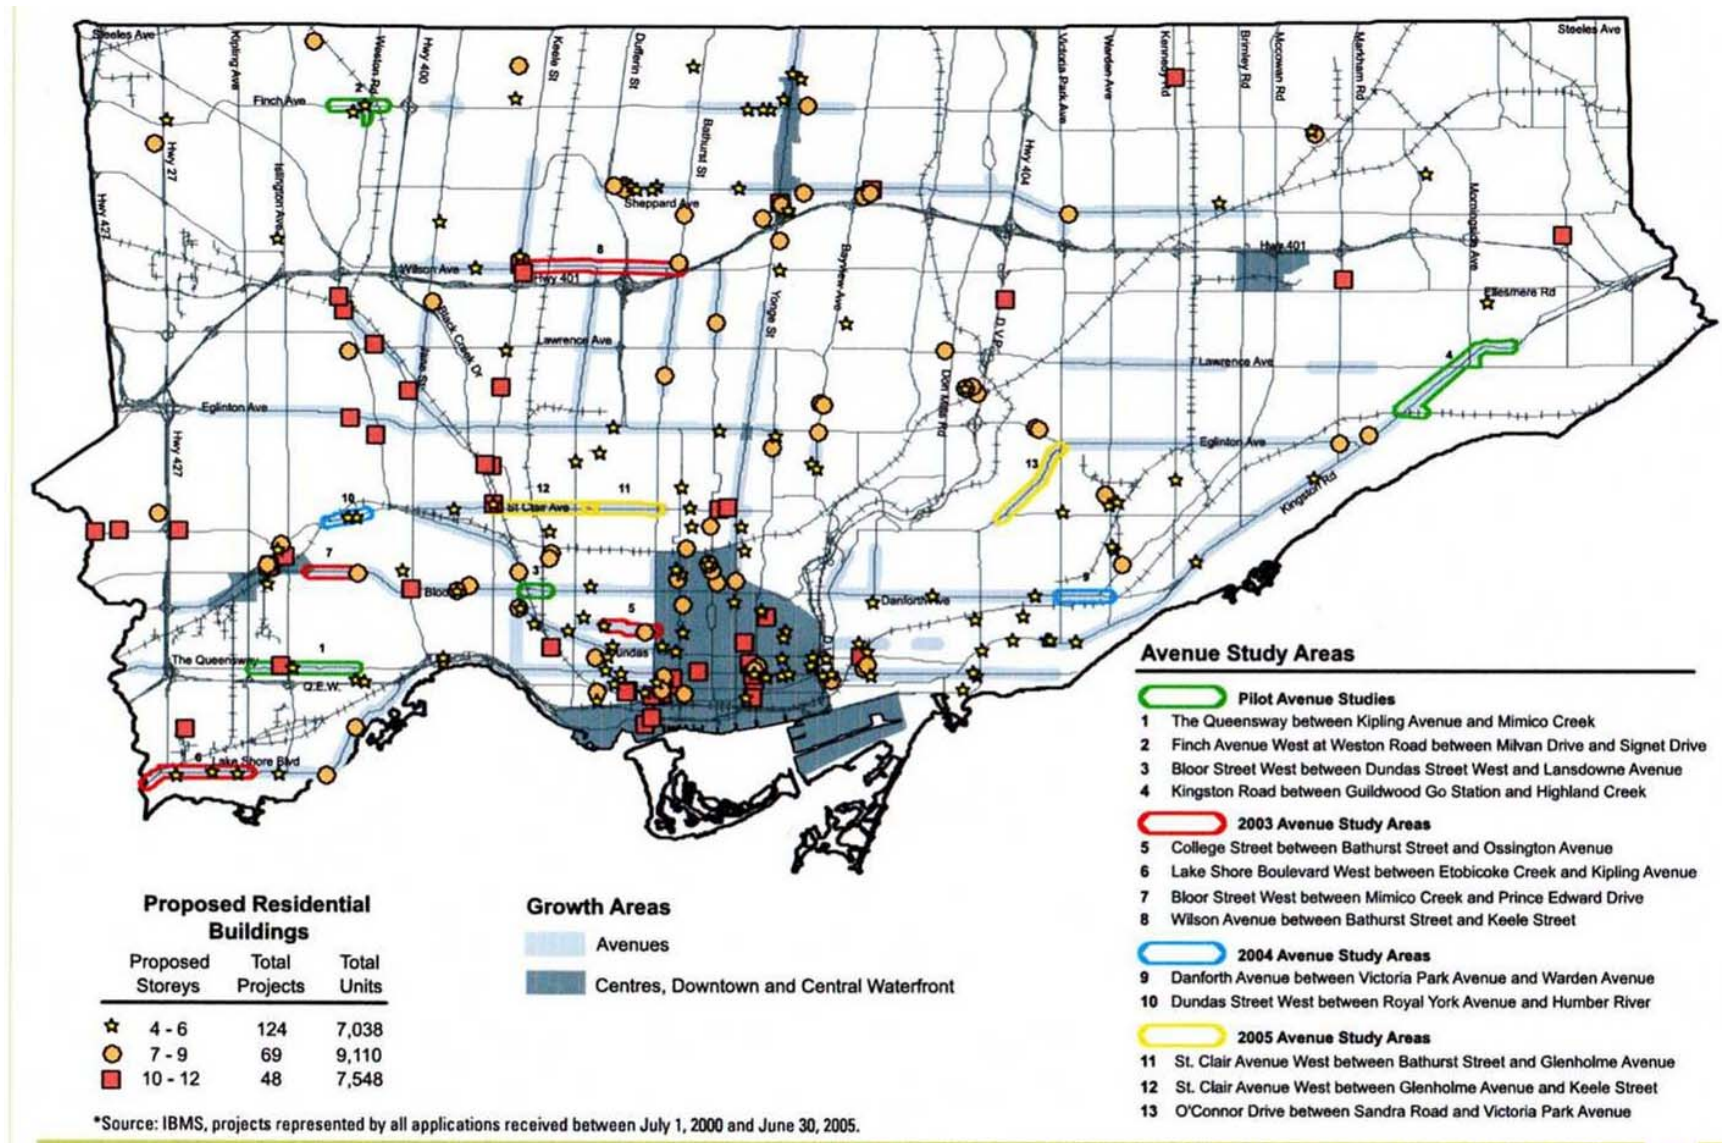 Steeles Ave
Kipling Ave
Weston Rd
Hwy 400
Keele St
Dufferin St
Bathurst St
Victoria Park Ave
Warden Ave
Kennedy Rd
Brimley Rd
Mccowan Rd
Markham Rd
Steeles Ave
Finch Ave
2
Hwy 27
Islington Ave
Hwy 427
Hwy 404
Sheppard Ave
Morningside Ave
Hwy 401
8
Wilson Ave
Hwy 401
Bayview Ave
Yonge St
Ellesmere Rd
Black Creek Dr
Lawrence Ave
D.V.P.
Lawrence Ave
4
Don Mills Rd
Eglinton Ave
Eglinton Ave
Hwy 427
13
Kingston Rd
10
12
11
St Clair Ave
7
3
Bloor
9
Danforth Ave
5
Dundas
The Queensway
1
Q.E.W.
6
Lake Shore Blvd
Avenue Study Areas
Pilot Avenue Studies
1 The Queensway between Kipling Avenue and Mimico Creek
2 Finch Avenue West at Weston Road between Milvan Drive and Signet Drive
3 Bloor Street West between Dundas Street West and Lansdowne Avenue
4 Kingston Road between Guildwood Go Station and Highland Creek
2003 Avenue Study Areas
5 College Street between Bathurst Street and Ossington Avenue
6 Lake Shore Boulevard West between Etobicoke Creek and Kipling Avenue
7 Bloor Street West between Mimico Creek and Prince Edward Drive
8 Wilson Avenue between Bathurst Street and Keele Street
2004 Avenue Study Areas
9 Danforth Avenue between Victoria Park Avenue and Warden Avenue
10 Dundas Street West between Royal York Avenue and Humber River
2005 Avenue Study Areas
11 St. Clair Avenue West between Bathurst Street and Glenholme Avenue
12 St. Clair Avenue West between Glenholme Avenue and Keele Street
13 O'Connor Drive between Sandra Road and Victoria Park Avenue
Proposed Residential
Buildings
Proposed Total Total
Storeys Projects Units
4 - 6 124 7,038
7 - 9 69 9,110
10 - 12 48 7,548
Growth Areas
Avenues
Centres, Downtown and Central Waterfront
*Source: IBMS, projects represented by all applications received between July 1, 2000 and June 30, 2005.